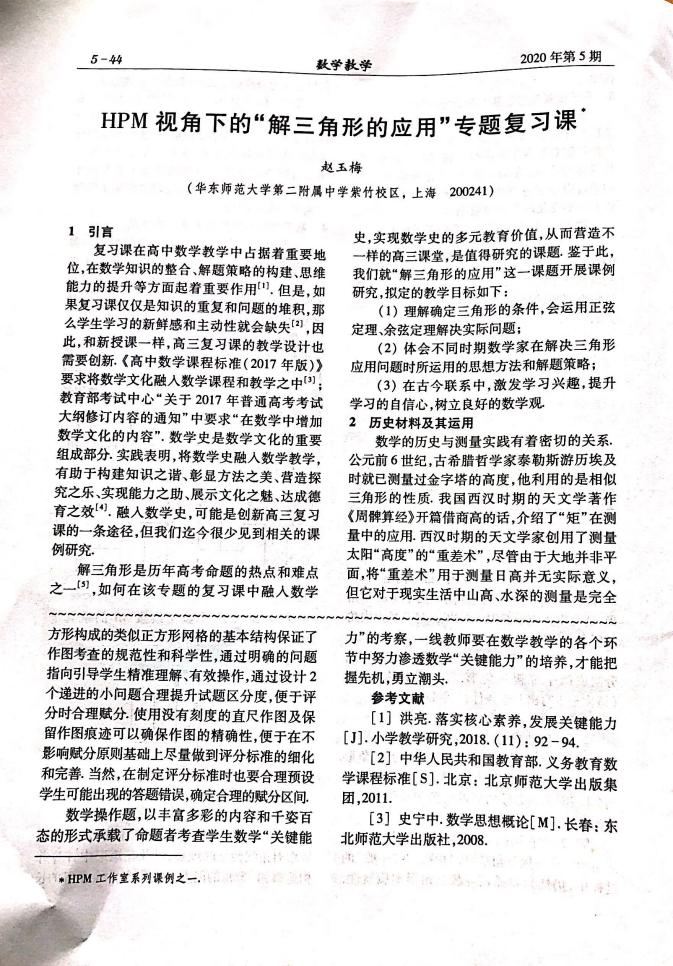 5-44
数学教学
2020 年第 5 期
HPM 视角下的“解三角形的应用”专题复习课*
赵玉梅
(华东师范大学第二附属中学紫竹校区, 上海 200241)
1 引言
复习课在高中数学教学中占据着重要地
位,在数学知识的整合、解题策略的构建、思维
能力的提升等方面起着重要作用[1]. 但是,如
果复习课仅仅是知识的重复和问题的堆积,那
么学生学习的新鲜感和主动性就会缺失[2],因
此,和新授课一样,高三复习课的教学设计也
需要创新.《高中数学课程标准(2017 年版)》
要求将数学文化融入数学课程和教学之中[3];
教育部考试中心“关于 2017 年普通高考考试
大纲修订内容的通知”中要求“在数学中增加
数学文化的内容”. 数学史是数学文化的重要
组成部分. 实践表明,将数学史融入数学教学,
有助于构建知识之谐、彰显方法之美、营造探
究之乐、实现能力之助、展示文化之魅、达成德
育之效[4]. 融入数学史,可能是创新高三复习
课的一条途径,但我们迄今很少见到相关的课
例研究.
解三角形是历年高考命题的热点和难点
之一[5],如何在该专题的复习课中融入数学
史,实现数学史的多元教育价值,从而营造不
一样的高三课堂,是值得研究的课题. 鉴于此,
我们就“解三角形的应用”这一课题开展课例
研究,拟定的教学目标如下:
(1) 理解确定三角形的条件,会运用正弦
定理、余弦定理解决实际问题;
(2) 体会不同时期数学家在解决三角形
应用问题时所运用的思想方法和解题策略;
(3) 在古今联系中,激发学习兴趣,提升
学习的自信心,树立良好的数学观.
2 历史材料及其运用
数学的历史与测量实践有着密切的关系.
公元前 6 世纪,古希腊哲学家泰勒斯游历埃及
时就已测量过金字塔的高度,他利用的是相似
三角形的性质. 我国西汉时期的天文学著作
《周髀算经》开篇借商高的话,介绍了“矩”在测
量中的应用. 西汉时期的天文学家创用了测量
太阳“高度”的“重差术”,尽管由于大地并非平
面,将“重差术”用于测量日高并无实际意义,
但它对于现实生活中山高、水深的测量是完全
方形构成的类似正方形网格的基本结构保证了
作图考查的规范性和科学性,通过明确的问题
指向引导学生精准理解、有效操作,通过设计 2
个递进的小问题合理提升试题区分度,便于评
分时合理赋分. 使用没有刻度的直尺作图及保
留作图痕迹可以确保作图的精确性,便于在不
影响赋分原则基础上尽量做到评分标准的细化
和完善. 当然,在制定评分标准时也要合理预设
学生可能出现的答题错误,确定合理的赋分区间.
数学操作题,以丰富多彩的内容和千姿百
态的形式承载了命题者考查学生数学“关键能
力”的考察,一线教师要在数学教学的各个环
节中努力渗透数学“关键能力”的培养,才能把
握先机,勇立潮头.
参考文献
[1] 洪亮. 落实核心素养,发展关键能力
[J]. 小学教学研究,2018. (11): 92-94.
[2] 中华人民共和国教育部. 义务教育数
学课程标准[S]. 北京: 北京师范大学出版集
团,2011.
[3] 史宁中. 数学思想概论[M]. 长春: 东
北师范大学出版社,2008.
* HPM 工作室系列课例之一.